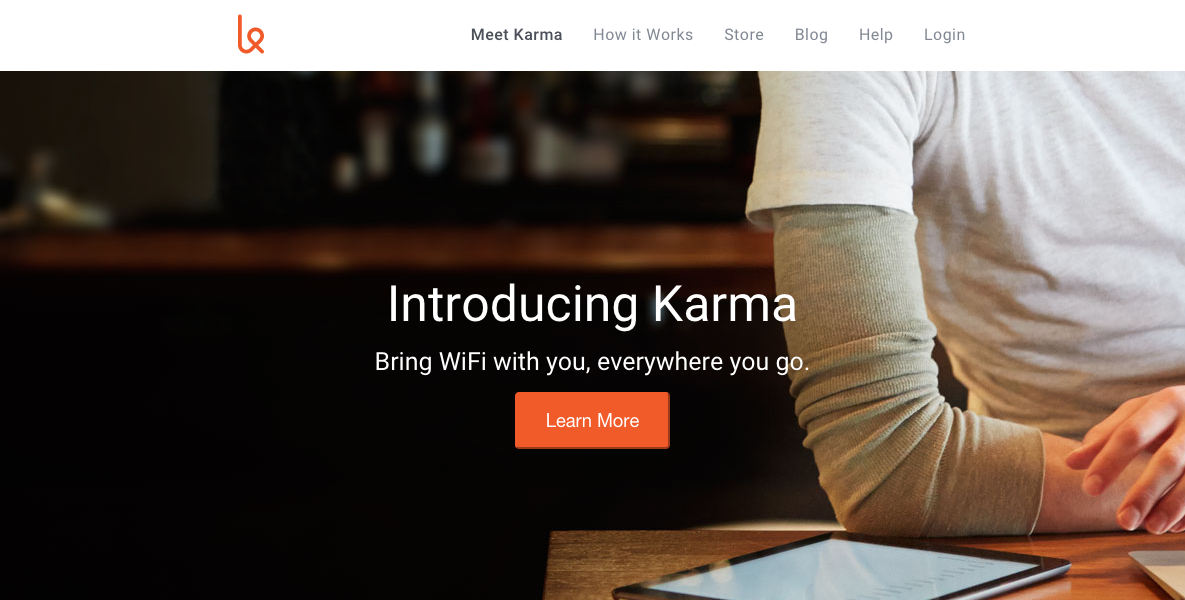 Meet Karma How it Works Store Blog Help Login
Introducing Karma
Bring WiFi with you, everywhere you go.
Learn More